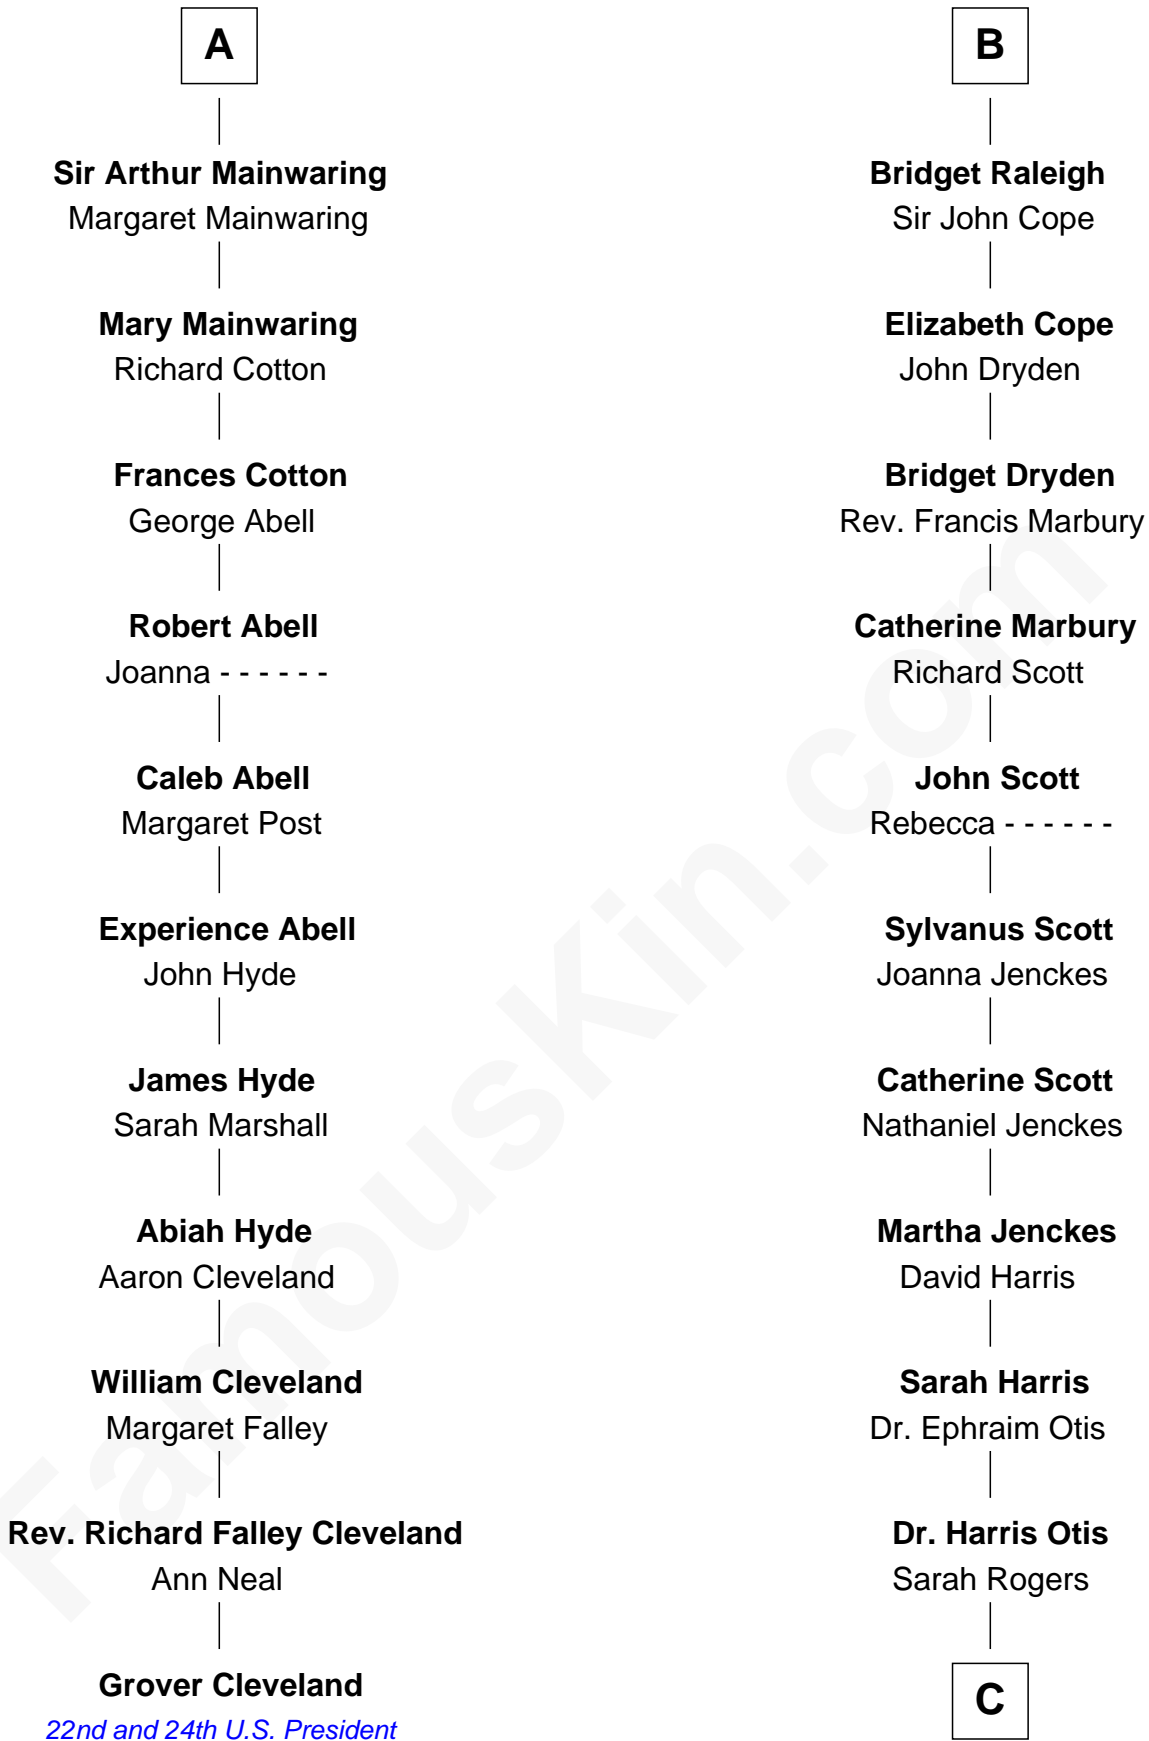 A
Sir Arthur Mainwaring
Margaret Mainwaring
Mary Mainwaring
Richard Cotton
Frances Cotton
George Abell
Robert Abell
Joanna - - - - - -
Caleb Abell
Margaret Post
Experience Abell
John Hyde
James Hyde
Sarah Marshall
Abiah Hyde
Aaron Cleveland
William Cleveland
Margaret Falley
Rev. Richard Falley Cleveland
Ann Neal
Grover Cleveland
22nd and 24th U.S. President
B
Bridget Raleigh
Sir John Cope
Elizabeth Cope
John Dryden
Bridget Dryden
Rev. Francis Marbury
Catherine Marbury
Richard Scott
John Scott
Rebecca - - - - - -
Sylvanus Scott
Joanna Jenckes
Catherine Scott
Nathaniel Jenckes
Martha Jenckes
David Harris
Sarah Harris
Dr. Ephraim Otis
Dr. Harris Otis
Sarah Rogers
C
FamousKin.com